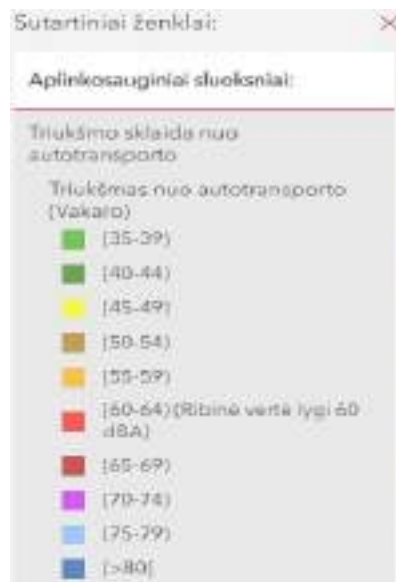 Sutartiniai ženklai:
Aplinkosauginiai sluoksniai:
Triukšmo sklaida nuo
autotransporto
Triukšmas nuo autotransporto
(Vakaro)
[35-39)
[40-44)
[45-49)
[50-54)
[55-59)
[60-64)(Ribinė vertė lygi 60
dBA)
[65-69)
[70-74)
[75-79)
[>80[